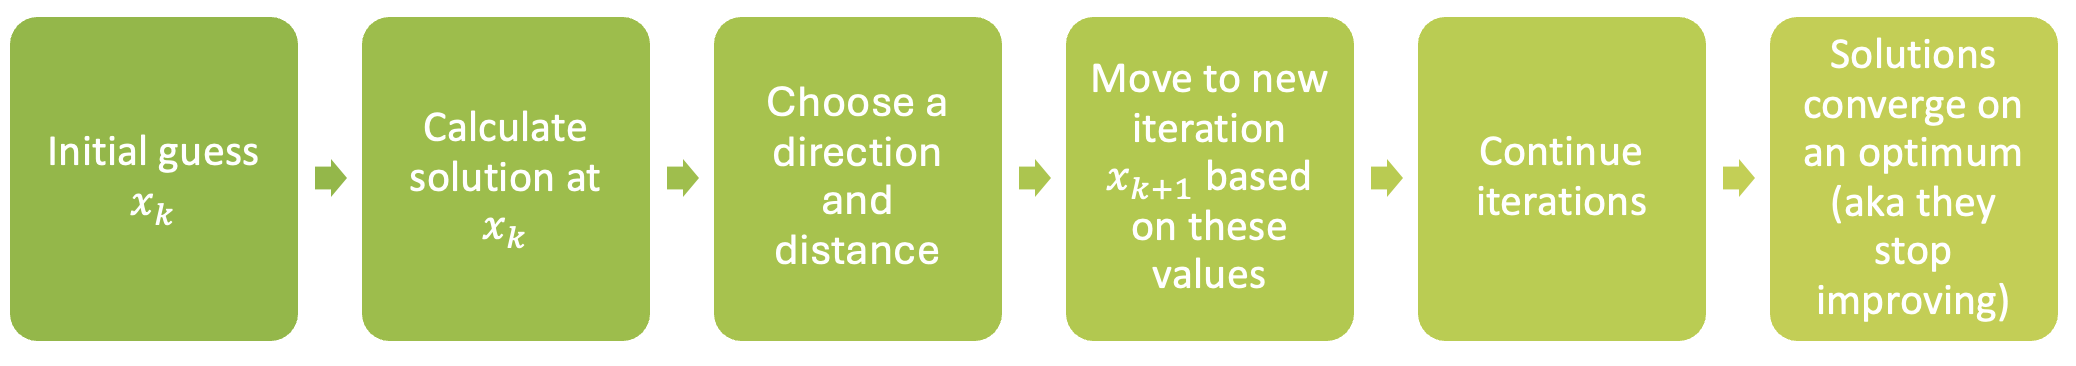 Initial guess
x_k
Calculate
solution at
x_k
Choose a
direction
and
distance
Move to new
iteration
x_{k+1} based
on these
values
Continue
iterations
Solutions
converge on
an optimum
(aka they
stop
improving)